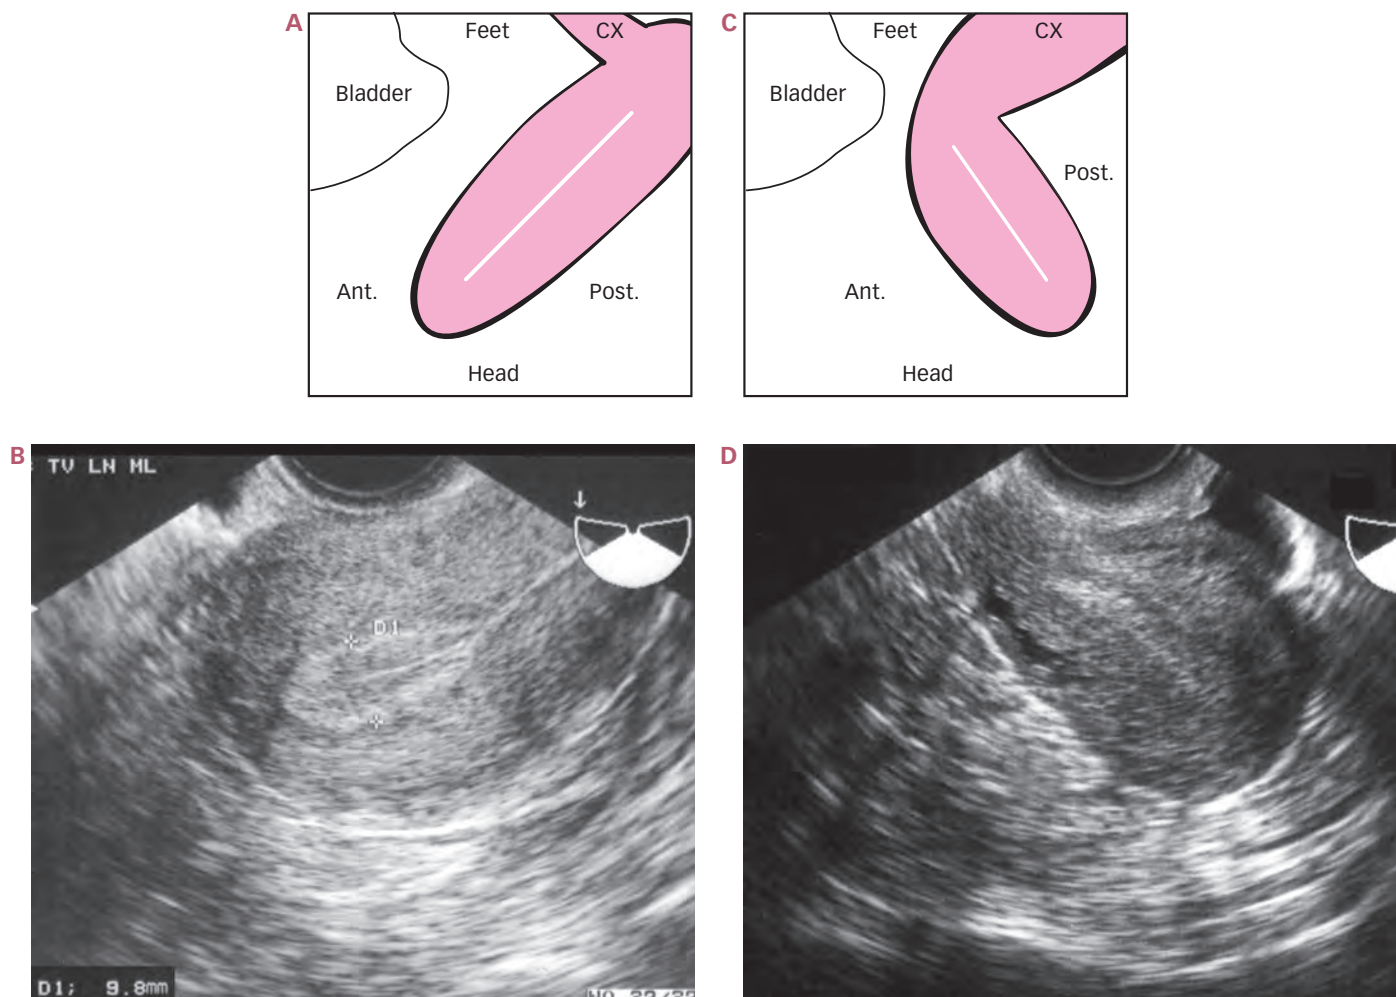 A
Feet
CX
Bladder
Ant.
Post.
Head
C
Feet
CX
Bladder
Post.
Ant.
Head
B
TV LN ML
D1
D1; 9.8mm
D